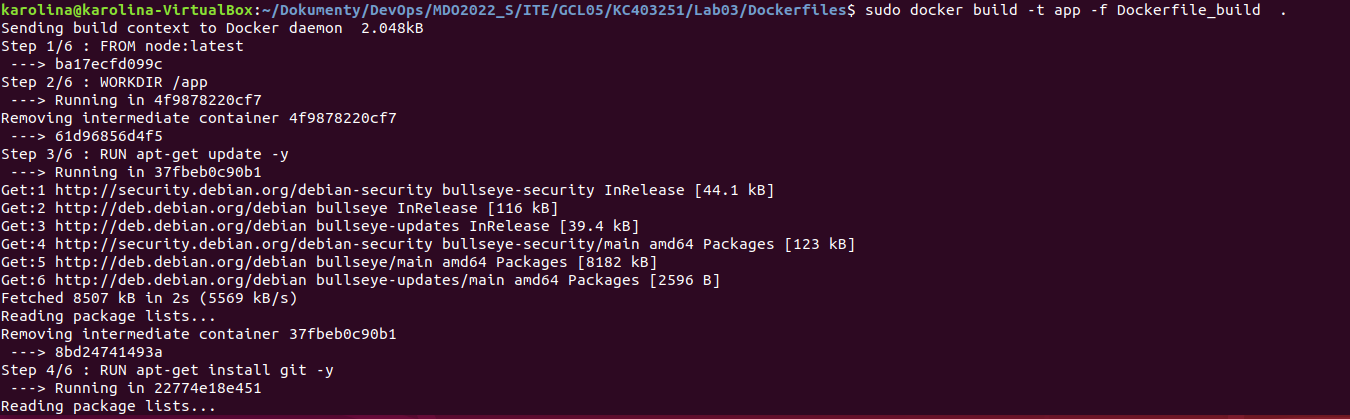 karolina@karolina-VirtualBox:~/Dokumenty/DevOps/MDO2022_S/ITE/GCL05/KC403251/Lab03/Dockerfiles$ sudo docker build -t app -f Dockerfile_build  .
Sending build context to Docker daemon  2.048kB
Step 1/6 : FROM node:latest
 ---> ba17ecfd099c
Step 2/6 : WORKDIR /app
 ---> Running in 4f9878220cf7
Removing intermediate container 4f9878220cf7
 ---> 61d96856d4f5
Step 3/6 : RUN apt-get update -y
 ---> Running in 37fbeb0c90b1
Get:1 http://security.debian.org/debian-security bullseye-security InRelease [44.1 kB]
Get:2 http://deb.debian.org/debian bullseye InRelease [116 kB]
Get:3 http://deb.debian.org/debian bullseye-updates InRelease [39.4 kB]
Get:4 http://security.debian.org/debian-security bullseye-security/main amd64 Packages [123 kB]
Get:5 http://deb.debian.org/debian bullseye/main amd64 Packages [8182 kB]
Get:6 http://deb.debian.org/debian bullseye-updates/main amd64 Packages [2596 B]
Fetched 8507 kB in 2s (5569 kB/s)
Reading package lists...
Removing intermediate container 37fbeb0c90b1
 ---> 8bd24741493a
Step 4/6 : RUN apt-get install git -y
 ---> Running in 22774e18e451
Reading package lists...